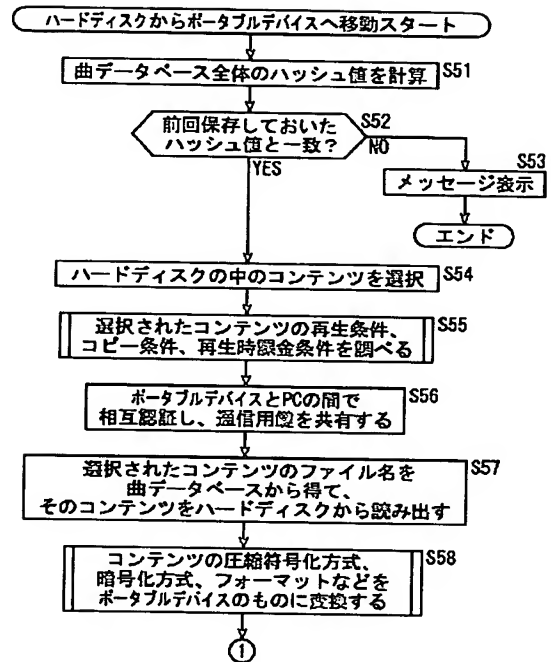 ハードディスクからポータブルデバイスへ移動スタート
曲データベース全体のハッシュ値を計算
S51
前回保存しておいた
ハッシュ値と一致?
S52
NO
YES
S53
メッセージ表示
エンド
ハードディスクの中のコンテンツを選択
S54
選択されたコンテンツの再生条件、
コピー条件、再生時課金条件を調べる
S55
ポータブルデバイスとPCの間で
相互認証し、通信用鍵を共有する
S56
選択されたコンテンツのファイル名を
曲データベースから得て、
そのコンテンツをハードディスクから読み出す
S57
コンテンツの圧縮符号化方式、
暗号化方式、フォーマットなどを
ポータブルデバイスのものに変換する
S58
1